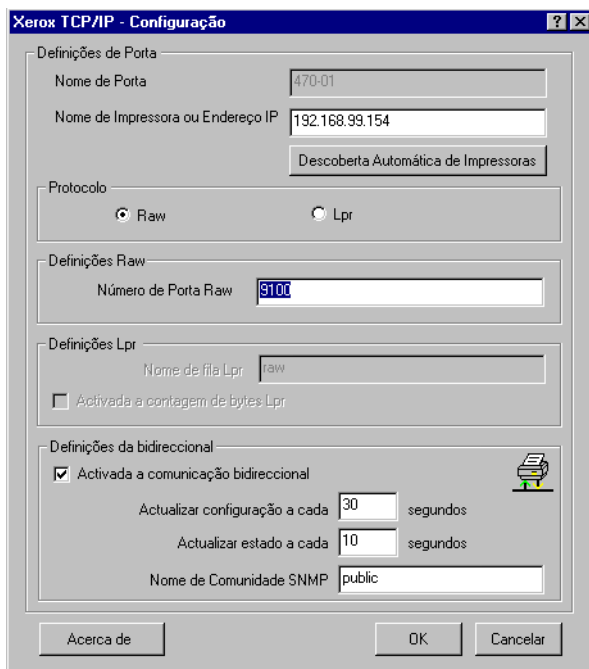 Xerox TCP/IP - Configuração
Definições de Porta
Nome de Porta 470-01
Nome de Impressora ou Endereço IP 192.168.99.154
Descoberta Automática de Impressoras
Protocolo
Raw Lpr
Definições Raw
Número de Porta Raw 9100
Definições Lpr
Nome de fila Lpr raw
Activada a contagem de bytes Lpr
Definições da bidireccional
Activada a comunicação bidireccional
Actualizar configuração a cada 30 segundos
Actualizar estado a cada 10 segundos
Nome de Comunidade SNMP public
Acerca de OK Cancelar